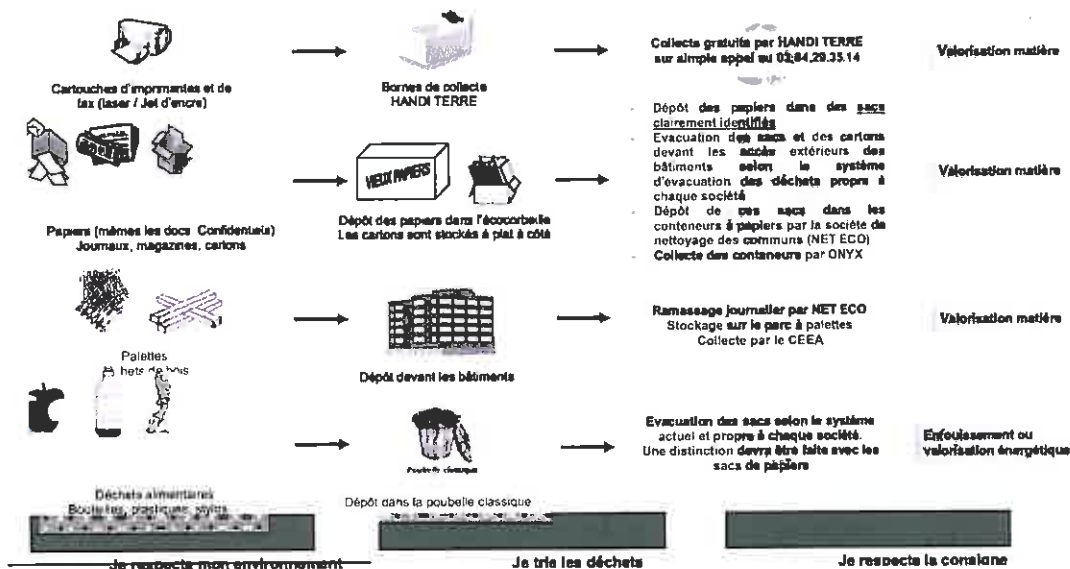 Cartouches d'imprimantes et de
fax (laser / Jet d'encre)
Bornes de collecte
HANDI TERRE
Collecte gratuite par HANDI TERRE
sur simple appel au 03.84.29.35.14
Valorisation matière
Papiers (mêmes les docs Confidentiels)
Journaux, magazines, cartons
VIEUX PAPIERS
Dépôt des papiers dans l'écocorbeille
Les cartons sont stockés à plat à côté
- Dépôt des papiers dans des sacs
clairement identifiés
- Evacuation des sacs et des cartons
devant les accès extérieurs des
bâtiments selon le système
d'évacuation des déchets propre à
chaque société
- Dépôt de ces sacs dans les
conteneurs à papiers par la société de
nettoyage des communs (NET ECO)
- Collecte des conteneurs par ONYX
Valorisation matière
Palettes
hets de bois
Dépôt devant les bâtiments
Ramassage journalier par NET ECO
Stockage sur le parc à palettes
Collecte par le CEEA
Valorisation matière
Déchets alimentaires
Bouteilles, plastiques, stylos
Poubelle classique
Dépôt dans la poubelle classique
Evacuation des sacs selon le système
actuel et propre à chaque société.
Une distinction devra être faite avec les
sacs de papiers
Enfouissement ou
valorisation énergétique
Je respecte mon environnement
Je trie les déchets
Je respecte la consigne